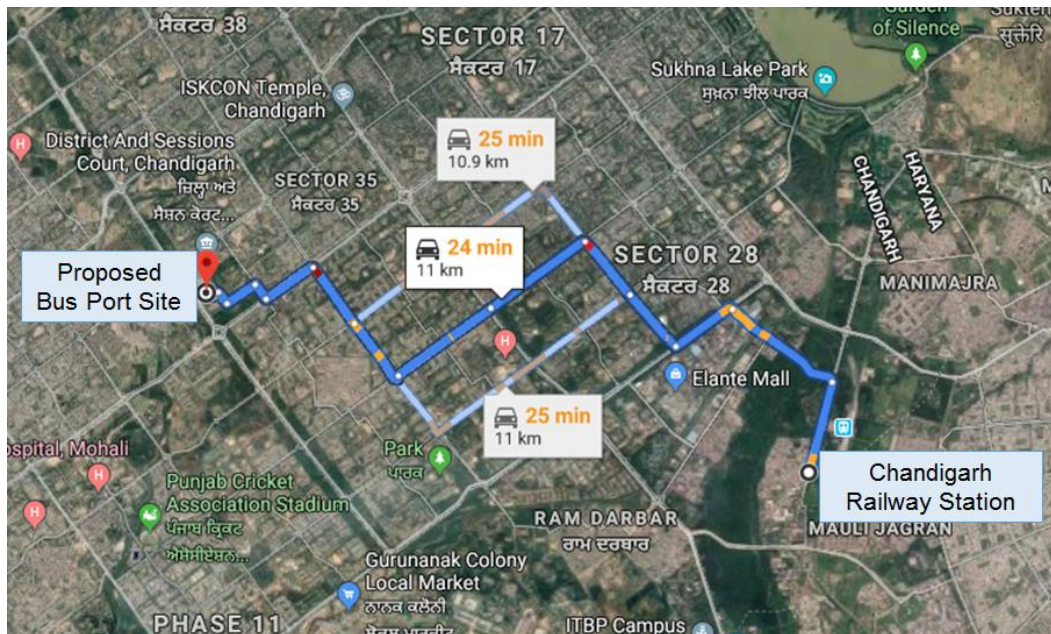 ਸੈਕਟਰ 38
SECTOR 17
ਸੈਕਟਰ 17
Garden
of Silence
सुकेतरि
ISKCON Temple,
Chandigarh
Sukhna Lake Park
ਸੁਖ਼ਨਾ ਝੀਲ ਪਾਰਕ
District And Sessions
Court, Chandigarh
ਜ਼ਿਲ੍ਹਾ ਅਤੇ
ਸੈਸ਼ਨ ਕੋਰਟ...
H
25 min
10.9 km
SECTOR 35
ਸੈਕਟਰ 35
CHANDIGARH
HARYANA
24 min
11 km
SECTOR 28
ਸੈਕਟਰ 28
MANIMAJRA
Proposed
Bus Port Site
H
Elante Mall
25 min
11 km
Hospital, Mohali
H
Park
ਪਾਰਕ
Chandigarh
Railway Station
Punjab Cricket
Association Stadium
ਪੰਜਾਬ ਕ੍ਰਿਕਟ
ਐਸੋਸੀਏਸ਼ਨ...
H
RAM DARBAR
ਰਾਮ ਦਰਬਾਰ
MAULI JAGRAN
Gurunanak Colony
Local Market
ਨਾਨਕ ਕਲੋਨੀ
PHASE 11
ITBP Campus